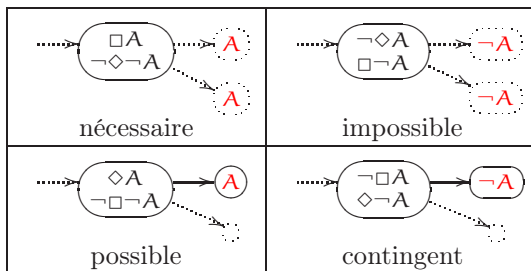 □A
¬◇¬A
A
A
nécessaire
¬◇A
□¬A
¬A
¬A
impossible
◇A
¬□¬A
A
possible
¬□A
◇¬A
¬A
contingent